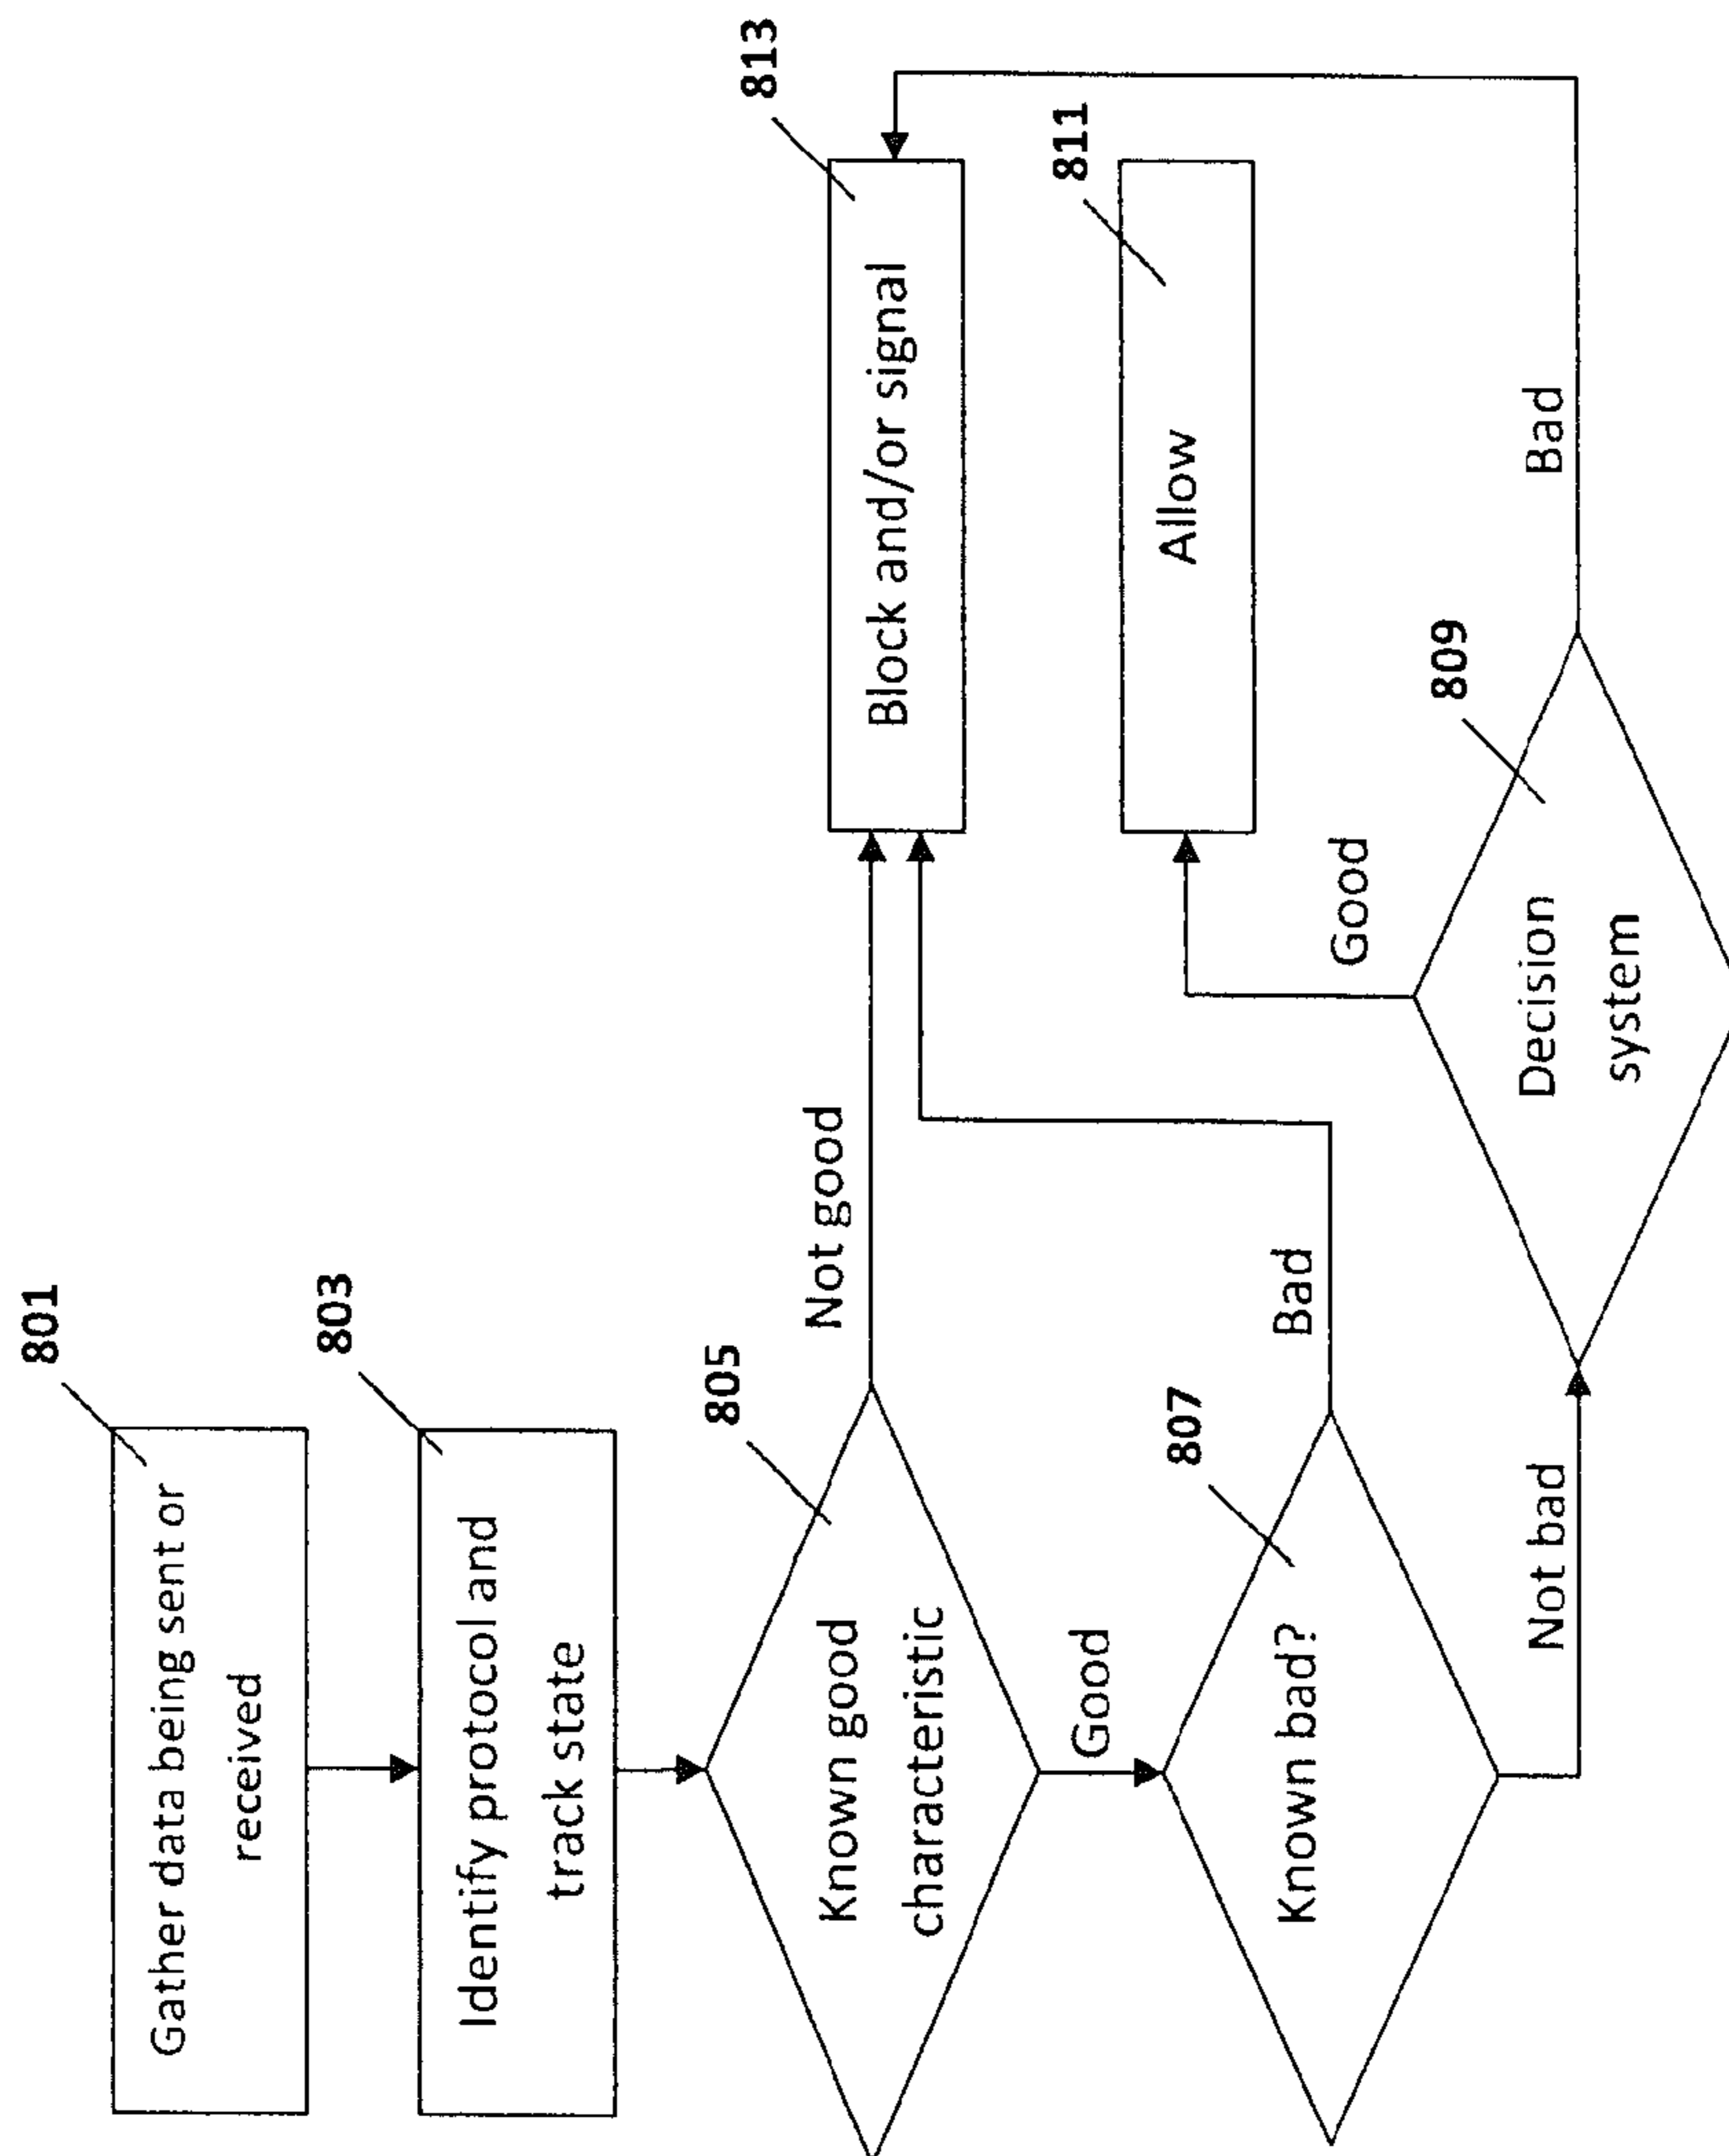 801
Gather data being sent or
received
803
Identify protocol and
track state
805
Known good
characteristic
Not good
813
Block and/or signal
Good
807
Known bad?
Bad
811
Allow
Not bad
809
Decision
system
Good
Bad